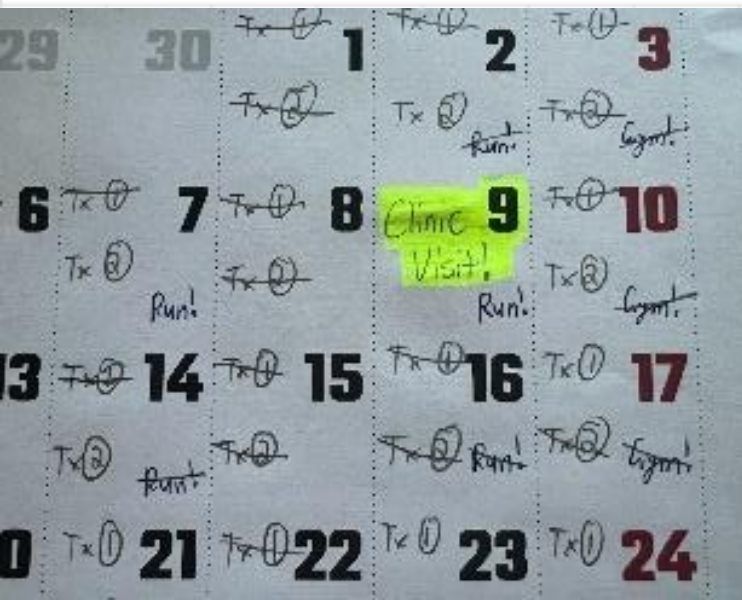 29 30 Tx ① 1 Tx ① 2 Tx ① 3
Tx ② Tx ② Tx ②
Run! Gym!
6 Tx ① 7 Tx ① 8 Clinic 9 Tx ① 10
Tx ② Tx ② Visit! Tx ②
Run! Run! Gym!
13 Tx ① 14 Tx ① 15 Tx ① 16 Tx ① 17
Tx ② Tx ② Tx ② Run! Tx ② Gym!
Run!
0 Tx ① 21 Tx ① 22 Tx ① 23 Tx ① 24